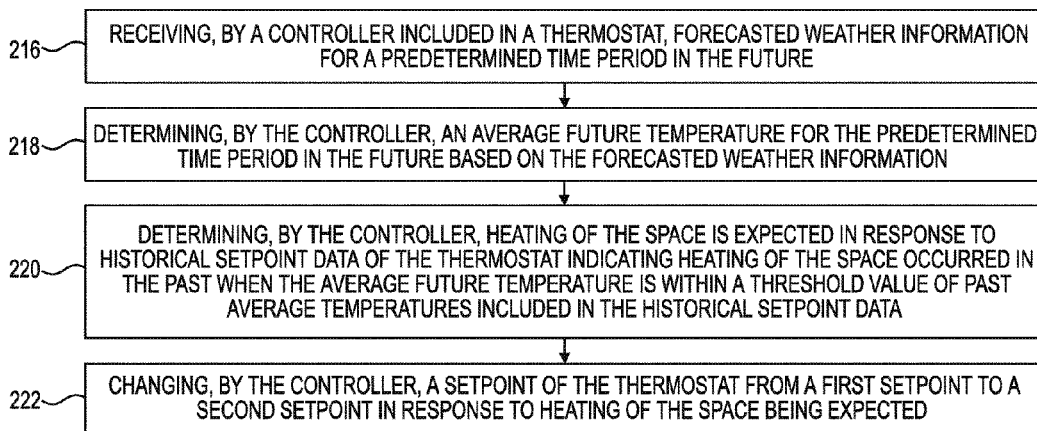 216
RECEIVING, BY A CONTROLLER INCLUDED IN A THERMOSTAT, FORECASTED WEATHER INFORMATION
FOR A PREDETERMINED TIME PERIOD IN THE FUTURE
218
DETERMINING, BY THE CONTROLLER, AN AVERAGE FUTURE TEMPERATURE FOR THE PREDETERMINED
TIME PERIOD IN THE FUTURE BASED ON THE FORECASTED WEATHER INFORMATION
220
DETERMINING, BY THE CONTROLLER, HEATING OF THE SPACE IS EXPECTED IN RESPONSE TO
HISTORICAL SETPOINT DATA OF THE THERMOSTAT INDICATING HEATING OF THE SPACE OCCURRED IN
THE PAST WHEN THE AVERAGE FUTURE TEMPERATURE IS WITHIN A THRESHOLD VALUE OF PAST
AVERAGE TEMPERATURES INCLUDED IN THE HISTORICAL SETPOINT DATA
222
CHANGING, BY THE CONTROLLER, A SETPOINT OF THE THERMOSTAT FROM A FIRST SETPOINT TO A
SECOND SETPOINT IN RESPONSE TO HEATING OF THE SPACE BEING EXPECTED